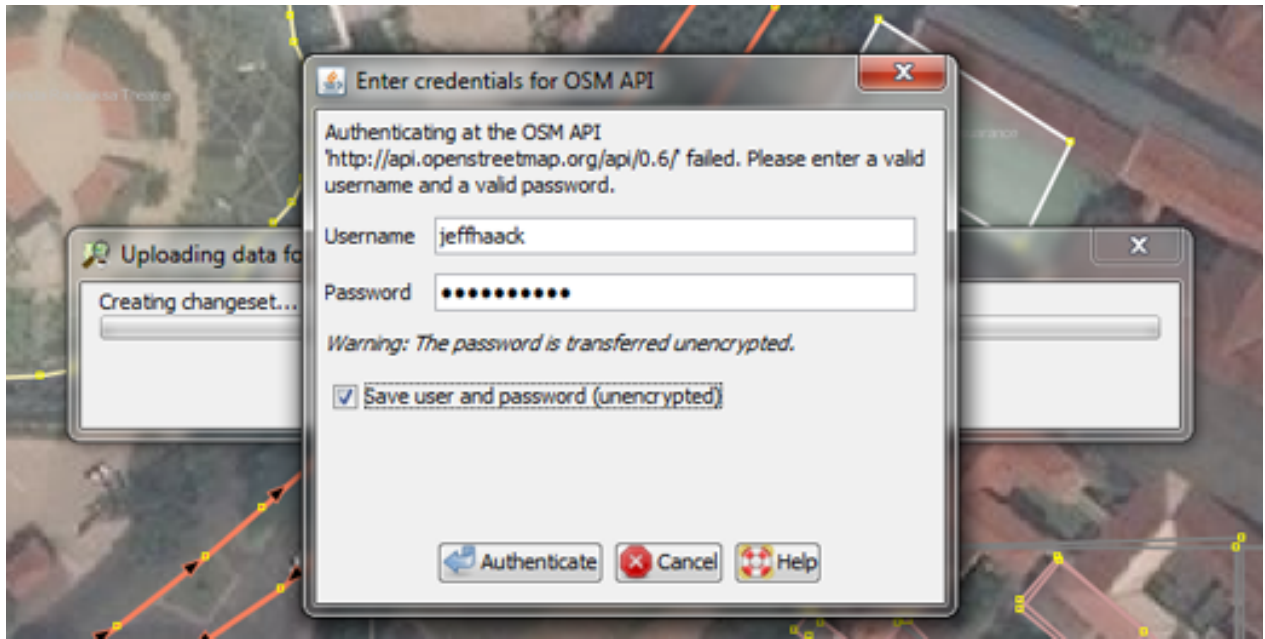 Enter credentials for OSM API
Authenticating at the OSM API
'http://api.openstreetmap.org/api/0.6/' failed. Please enter a valid
username and a valid password.
Username jeffhaack
Password ●●●●●●●●●●
Warning: The password is transferred unencrypted.
Save user and password (unencrypted)
Authenticate Cancel Help
Uploading data fo
Creating changeset...
Theatre